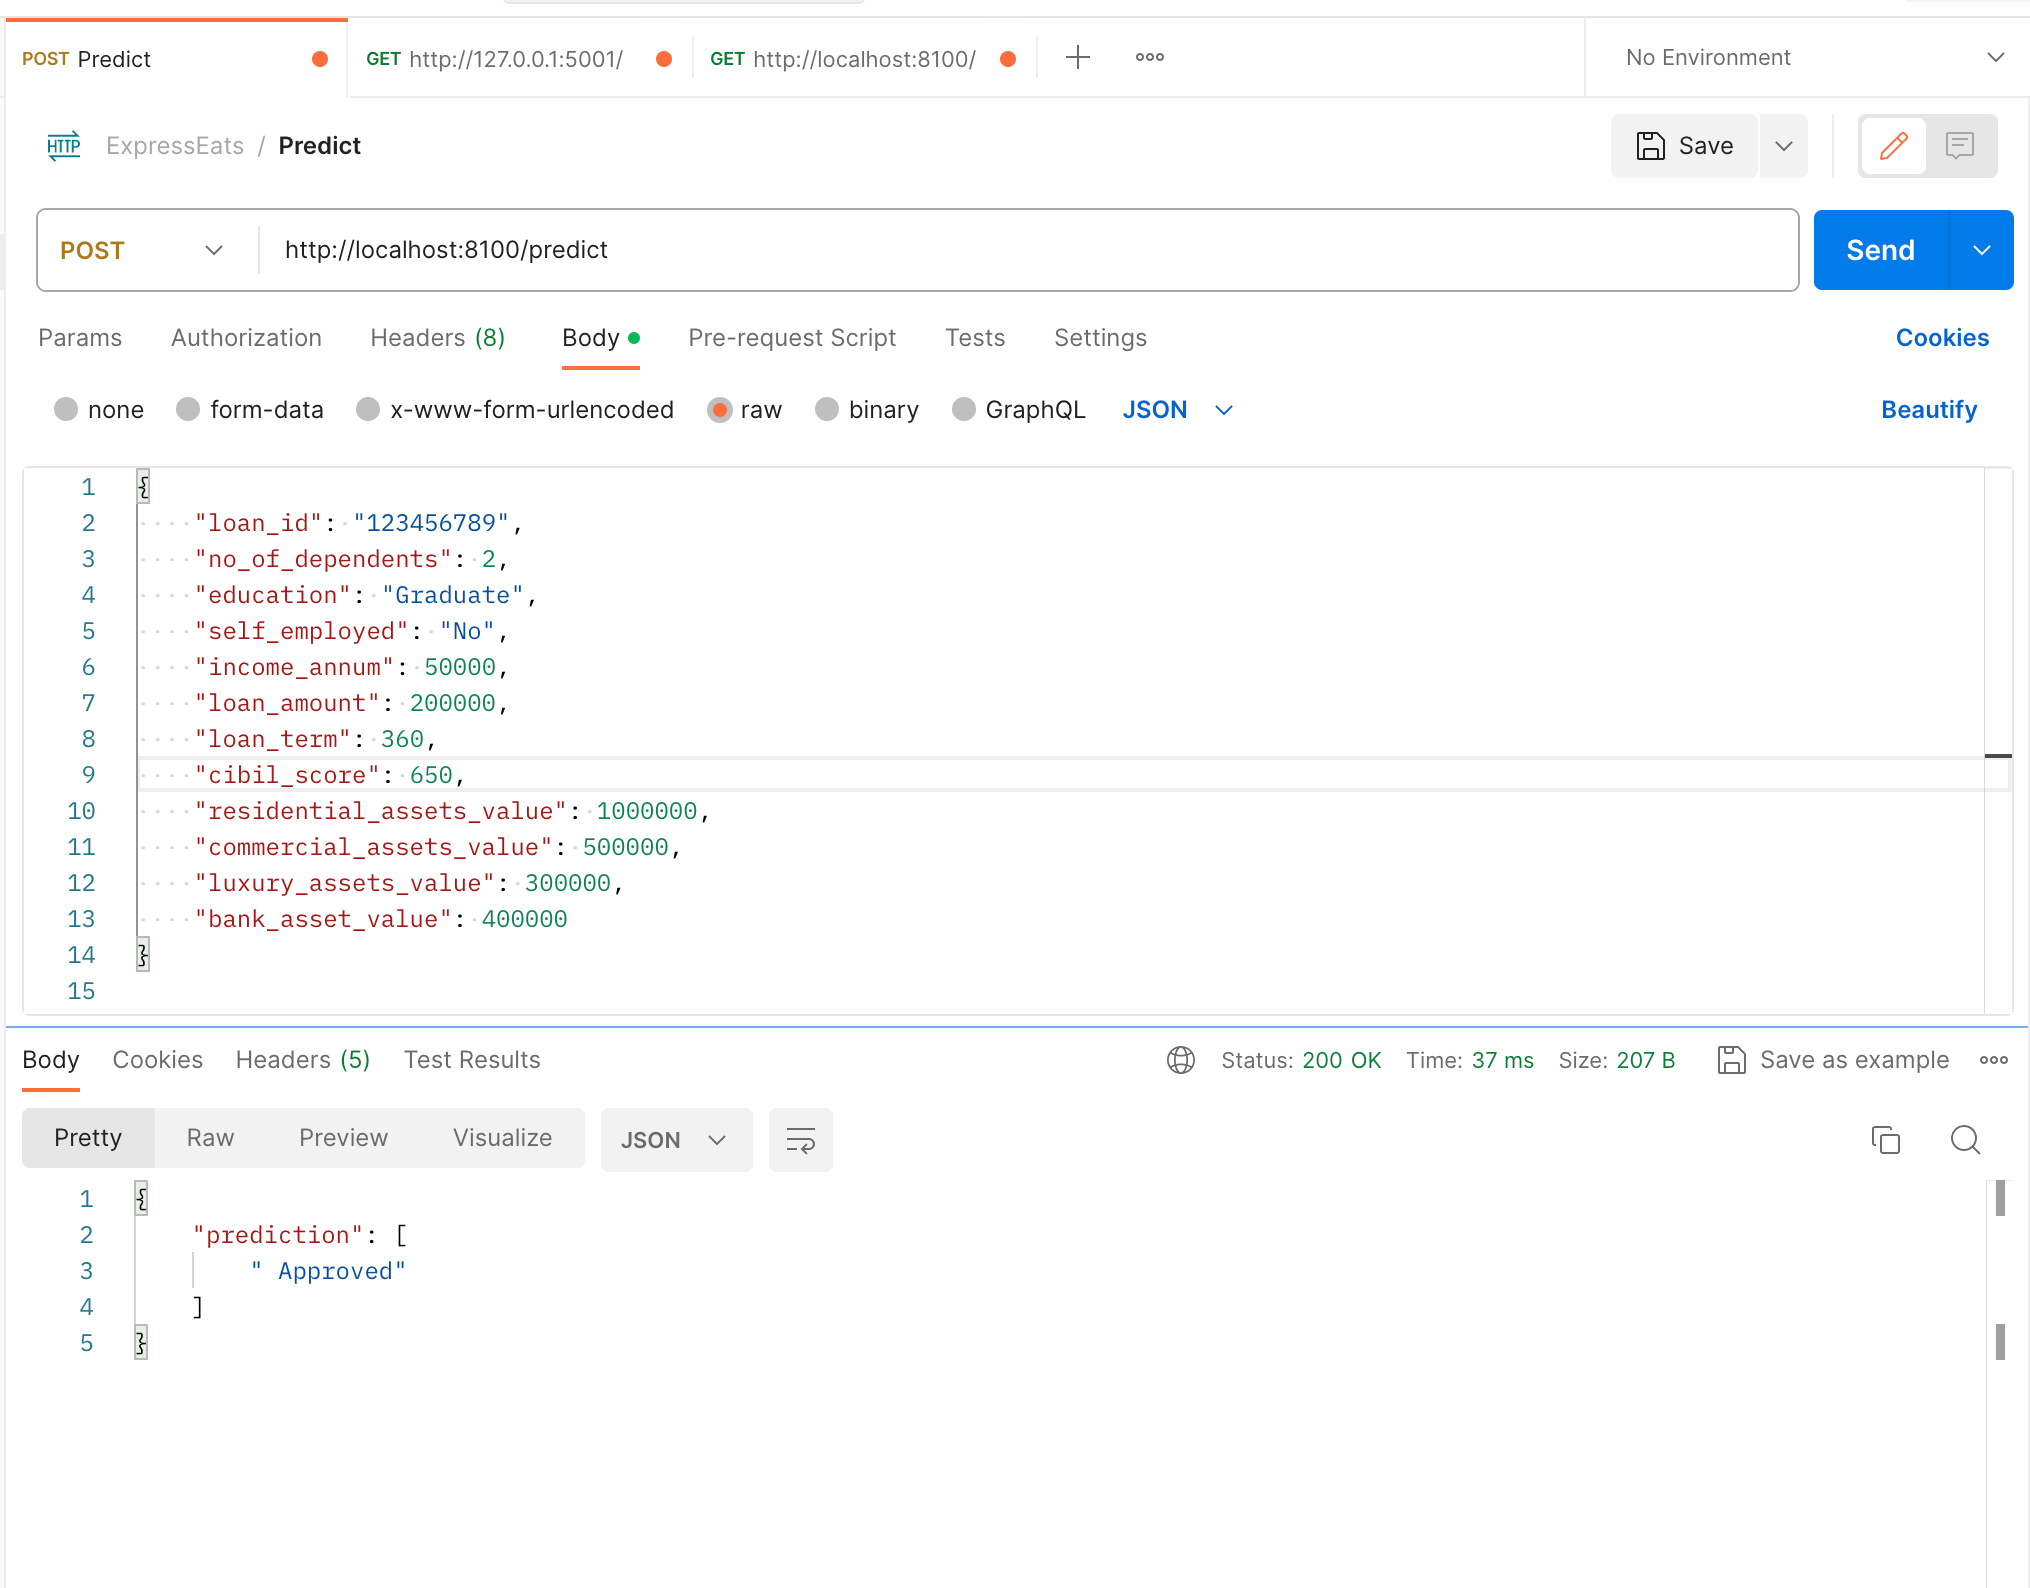 POST Predict GET http://127.0.0.1:5001/ GET http://localhost:8100/ No Environment
HTTP ExpressEats / Predict Save
POST http://localhost:8100/predict Send
Params Authorization Headers (8) Body Pre-request Script Tests Settings Cookies
none form-data x-www-form-urlencoded raw binary GraphQL JSON Beautify
1 {
2 "loan_id": "123456789",
3 "no_of_dependents": 2,
4 "education": "Graduate",
5 "self_employed": "No",
6 "income_annum": 50000,
7 "loan_amount": 200000,
8 "loan_term": 360,
9 "cibil_score": 650,
10 "residential_assets_value": 1000000,
11 "commercial_assets_value": 500000,
12 "luxury_assets_value": 300000,
13 "bank_asset_value": 400000
14 }
15
Body Cookies Headers (5) Test Results Status: 200 OK Time: 37 ms Size: 207 B Save as example
Pretty Raw Preview Visualize JSON
1 {
2 "prediction": [
3 " Approved"
4 ]
5 }